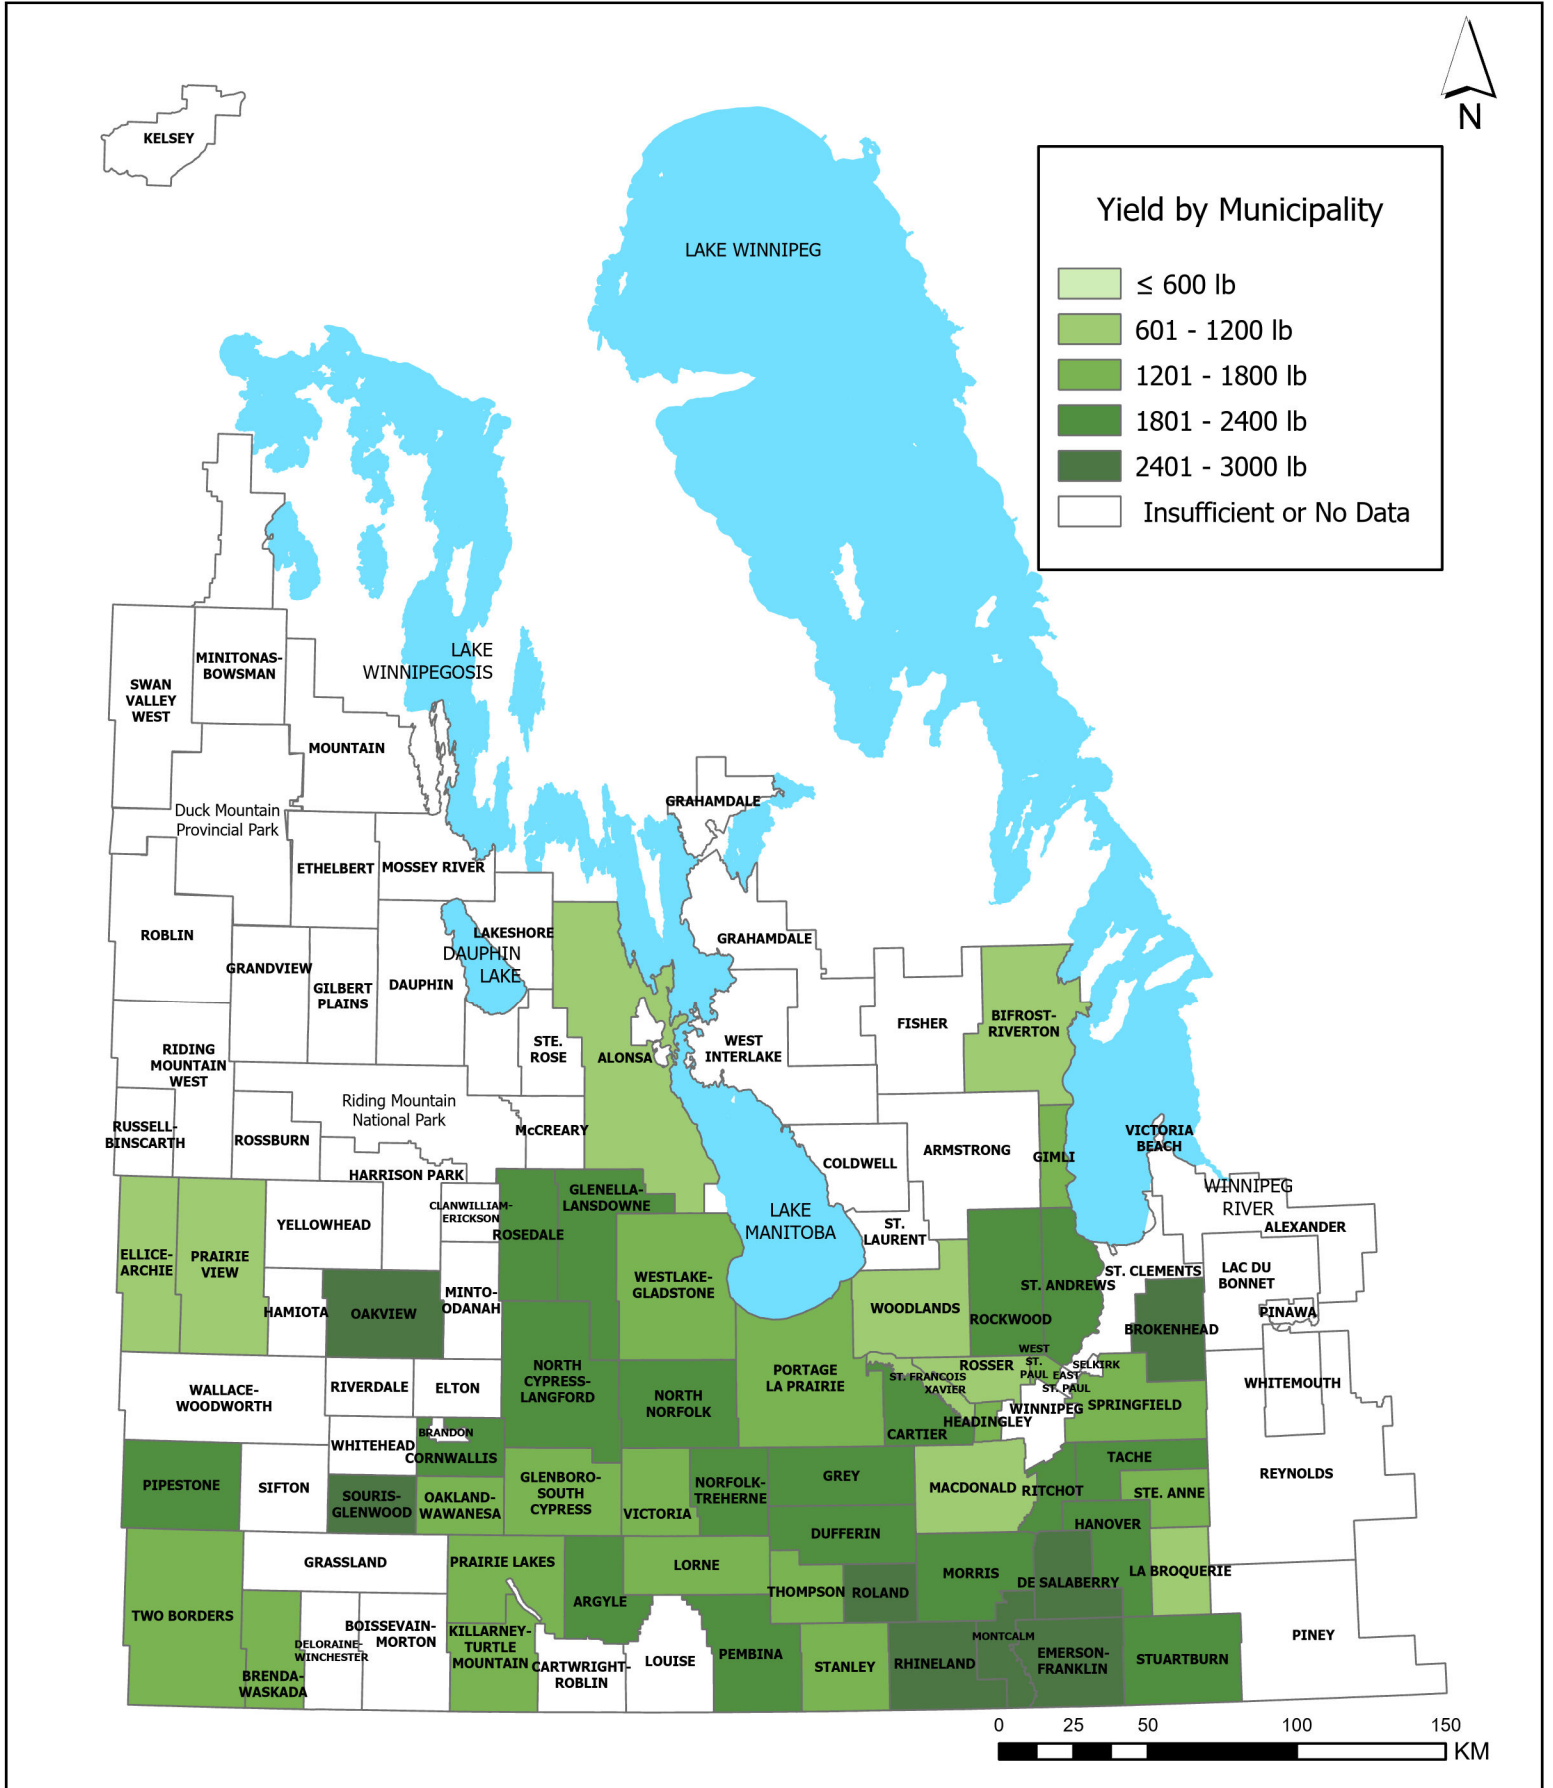 N
KELSEY
Yield by Municipality
≤ 600 lb
601 - 1200 lb
1201 - 1800 lb
1801 - 2400 lb
2401 - 3000 lb
Insufficient or No Data
LAKE WINNIPEG
LAKE
WINNIPEGOSIS
MINITONAS-
BOWSMAN
SWAN
VALLEY
WEST
MOUNTAIN
Duck Mountain
Provincial Park
GRAHAMDALE
ETHELBERT
MOSSEY RIVER
ROBLIN
LAKESHORE
DAUPHIN
LAKE
GRAHAMDALE
GRANDVIEW
GILBERT
PLAINS
DAUPHIN
FISHER
BIFROST-
RIVERTON
STE.
ROSE
ALONSA
WEST
INTERLAKE
RIDING
MOUNTAIN
WEST
Riding Mountain
National Park
RUSSELL-
BINSCARTH
ROSSBURN
McCREARY
HARRISON PARK
COLDWELL
ARMSTRONG
GIMLI
VICTORIA
BEACH
WINNIPEG
RIVER
ALEXANDER
CLANWILLIAM-
ERICKSON
GLENELLA-
LANSDOWNE
ROSEDALE
YELLOWHEAD
LAKE
MANITOBA
ST.
LAURENT
ELLICE-
ARCHIE
PRAIRIE
VIEW
WESTLAKE-
GLADSTONE
ST. ANDREWS
ST. CLEMENTS
LAC DU
BONNET
HAMIOTA
OAKVIEW
MINTO-
ODANAH
WOODLANDS
ROCKWOOD
BROKENHEAD
PINAWA
WALLACE-
WOODWORTH
RIVERDALE
ELTON
NORTH
CYPRESS-
LANGFORD
NORTH
NORFOLK
PORTAGE
LA PRAIRIE
ST. FRANCOIS
XAVIER
ROSSER
WEST
ST.
PAUL
EAST
ST. PAUL
SELKIRK
WHITEMOUTH
SPRINGFIELD
WINNIPEG
HEADINGLEY
CARTIER
WHITEHEAD
BRANDON
CORNWALLIS
TACHE
PIPESTONE
SIFTON
SOURIS-
GLENWOOD
OAKLAND-
WAWANESA
GLENBORO-
SOUTH
CYPRESS
VICTORIA
NORFOLK-
TREHERNE
GREY
MACDONALD
RITCHOT
STE. ANNE
REYNOLDS
HANOVER
DUFFERIN
GRASSLAND
PRAIRIE LAKES
LORNE
THOMPSON
ROLAND
MORRIS
DE SALABERRY
LA BROQUERIE
ARGYLE
TWO BORDERS
BRENDA-
WASKADA
DELORAINE-
WINCHESTER
BOISSEVAIN-
MORTON
KILLARNEY-
TURTLE
MOUNTAIN
CARTWRIGHT-
ROBLIN
LOUISE
PEMBINA
STANLEY
RHINELAND
MONTCALM
EMERSON-
FRANKLIN
STUARTBURN
PINEY
0 25 50 100 150
KM